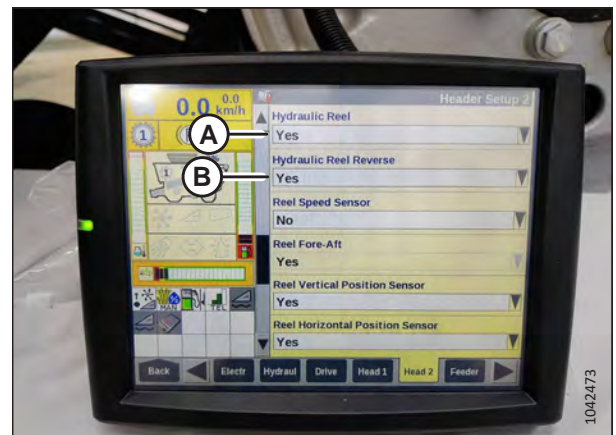 Header Setup 2
0.0 0.0
km/h
1
Hydraulic Reel
A
Yes
Hydraulic Reel Reverse
B
Yes
1
Reel Speed Sensor
No
Reel Fore-Aft
Yes
Reel Vertical Position Sensor
Yes
MAN
TEL
Reel Horizontal Position Sensor
Yes
Back
Electr
Hydraul
Drive
Head 1
Head 2
Feeder
1042473